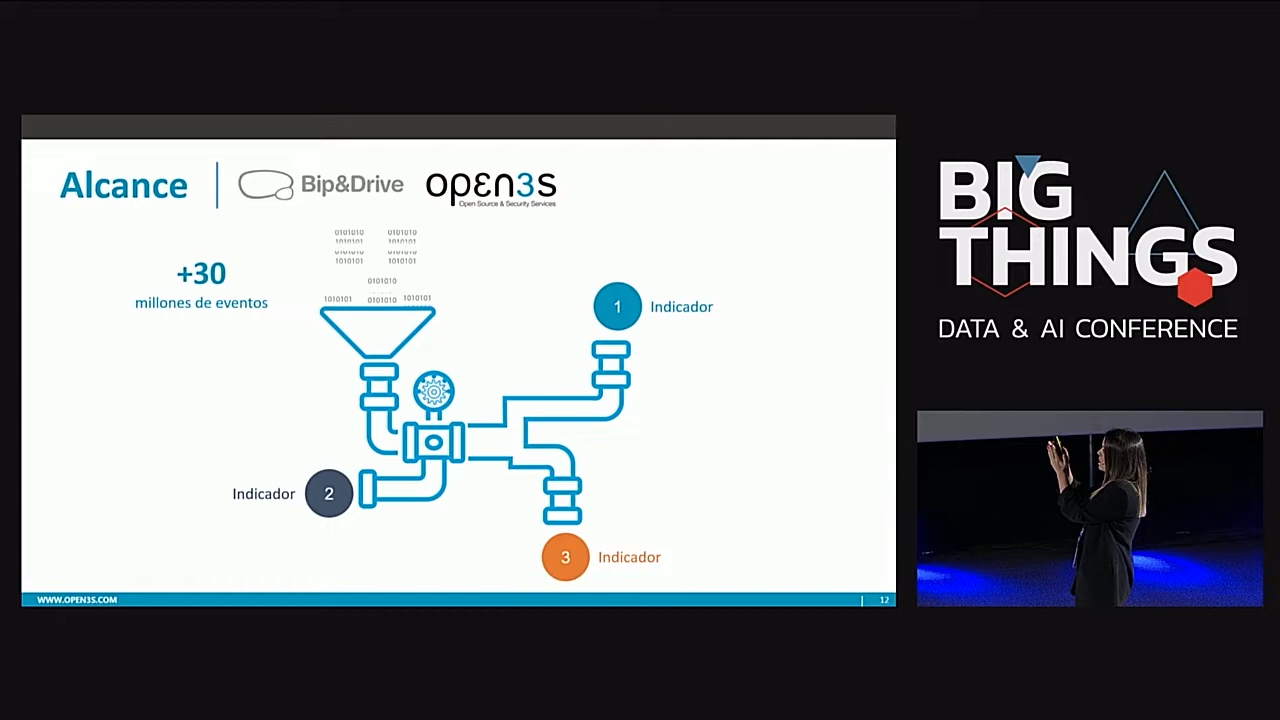 Alcance
Bip&Drive
opεn3s
Open Source & Security Services
+30
millones de eventos
0101010 0101010
1010101 1010101
0101010 0101010
1010101 1010101
0101010
1010101 0101010 1010101
1 Indicador
Indicador 2
3 Indicador
WWW.OPEN3S.COM
12
BIG
THINGS
DATA & AI CONFERENCE